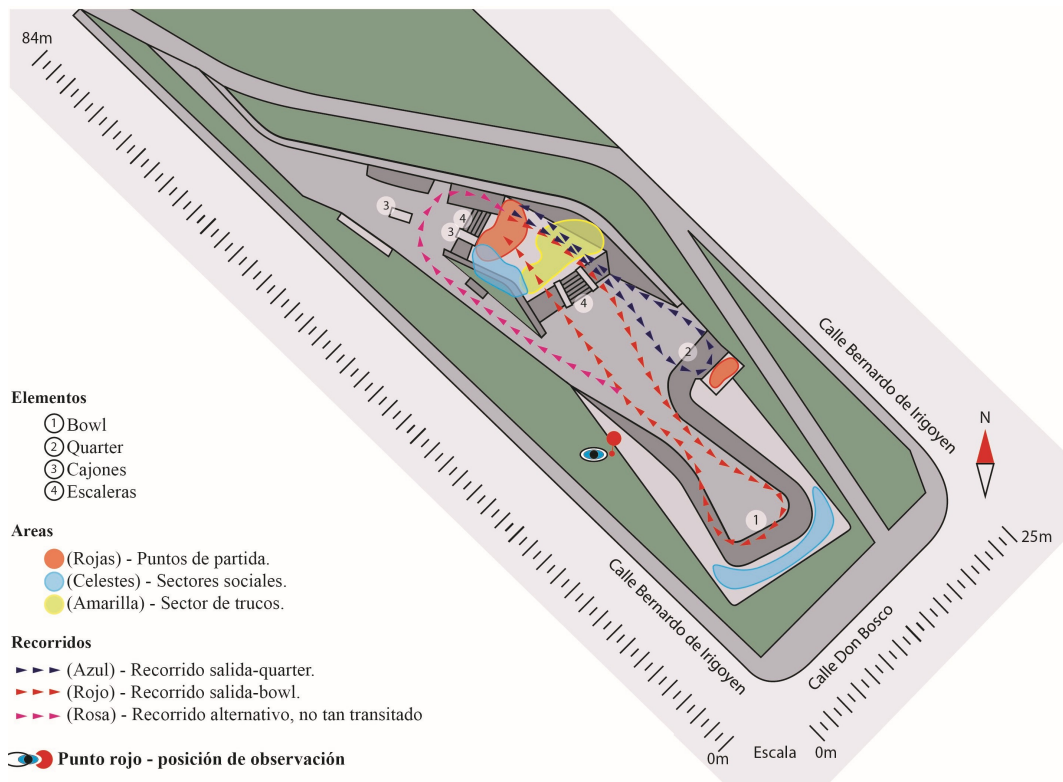 84m
3
4
3
4
2
1
Calle Bernardo de Irigoyen
N
25m
Calle Bernardo de Irigoyen
Calle Don Bosco
0m
Escala
0m
Elementos
1 Bowl
2 Quarter
3 Cajones
4 Escaleras
Areas
(Rojas) - Puntos de partida.
(Celestes) - Sectores sociales.
(Amarilla) - Sector de trucos.
Recorridos
(Azul) - Recorrido salida-quarter.
(Rojo) - Recorrido salida-bowl.
(Rosa) - Recorrido alternativo, no tan transitado
Punto rojo - posición de observación